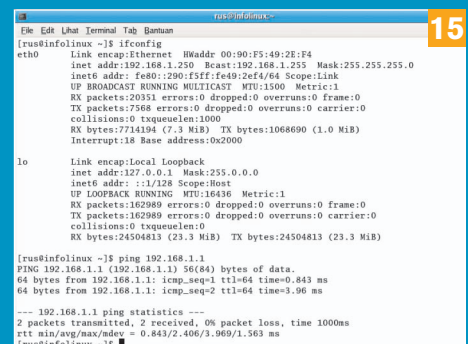 rus@infolinux:~
15
File Edit Lihat Terminal Tab Bantuan
[rus@infolinux ~]$ ifconfig
eth0 Link encap:Ethernet HWaddr 00:90:F5:49:2E:F4
inet addr:192.168.1.250 Bcast:192.168.1.255 Mask:255.255.255.0
inet6 addr: fe80::290:f5ff:fe49:2ef4/64 Scope:Link
UP BROADCAST RUNNING MULTICAST MTU:1500 Metric:1
RX packets:20351 errors:0 dropped:0 overruns:0 frame:0
TX packets:7568 errors:0 dropped:0 overruns:0 carrier:0
collisions:0 txqueuelen:1000
RX bytes:7714194 (7.3 MiB) TX bytes:1068690 (1.0 MiB)
Interrupt:18 Base address:0x2000
lo Link encap:Local Loopback
inet addr:127.0.0.1 Mask:255.0.0.0
inet6 addr: ::1/128 Scope:Host
UP LOOPBACK RUNNING MTU:16436 Metric:1
RX packets:162989 errors:0 dropped:0 overruns:0 frame:0
TX packets:162989 errors:0 dropped:0 overruns:0 carrier:0
collisions:0 txqueuelen:0
RX bytes:24504813 (23.3 MiB) TX bytes:24504813 (23.3 MiB)
[rus@infolinux ~]$ ping 192.168.1.1
PING 192.168.1.1 (192.168.1.1) 56(84) bytes of data.
64 bytes from 192.168.1.1: icmp_seq=1 ttl=64 time=0.843 ms
64 bytes from 192.168.1.1: icmp_seq=2 ttl=64 time=3.96 ms
--- 192.168.1.1 ping statistics ---
2 packets transmitted, 2 received, 0% packet loss, time 1000ms
rtt min/avg/max/mdev = 0.843/2.406/3.969/1.563 ms
[rus@infolinux ~]$